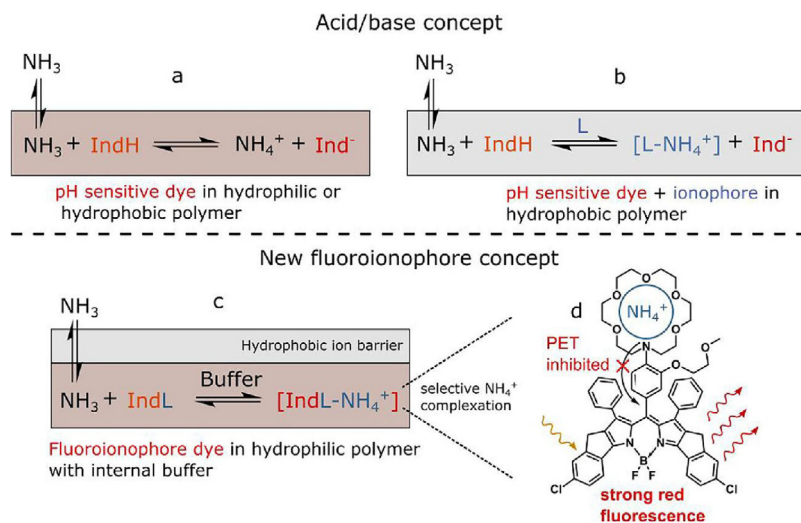 Acid/base concept
NH₃
a
NH₃ + IndH ⇌ NH₄⁺ + Ind⁻
pH sensitive dye in hydrophilic or
hydrophobic polymer
NH₃
b
L
NH₃ + IndH ⇌ [L-NH₄⁺] + Ind⁻
pH sensitive dye + ionophore in
hydrophobic polymer
New fluoroionophore concept
NH₃
c
Hydrophobic ion barrier
Buffer
NH₃ + IndL ⇌ [IndL-NH₄⁺]
Fluoroionophore dye in hydrophilic polymer
with internal buffer
selective NH₄⁺
complexation
d
O
O
O
O
O
NH₄⁺
N
O
O
PET
inhibited
N
N
B
F
F
Cl
Cl
strong red
fluorescence